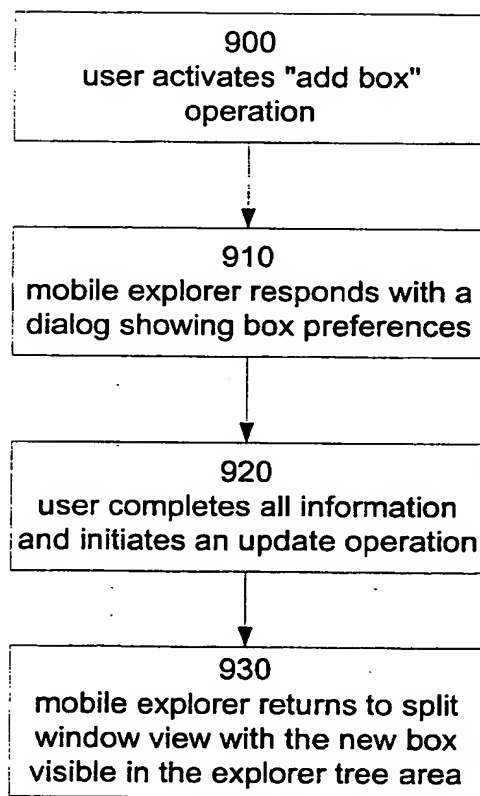 900
user activates "add box"
operation
910
mobile explorer responds with a
dialog showing box preferences
920
user completes all information
and initiates an update operation
930
mobile explorer returns to split
window view with the new box
visible in the explorer tree area